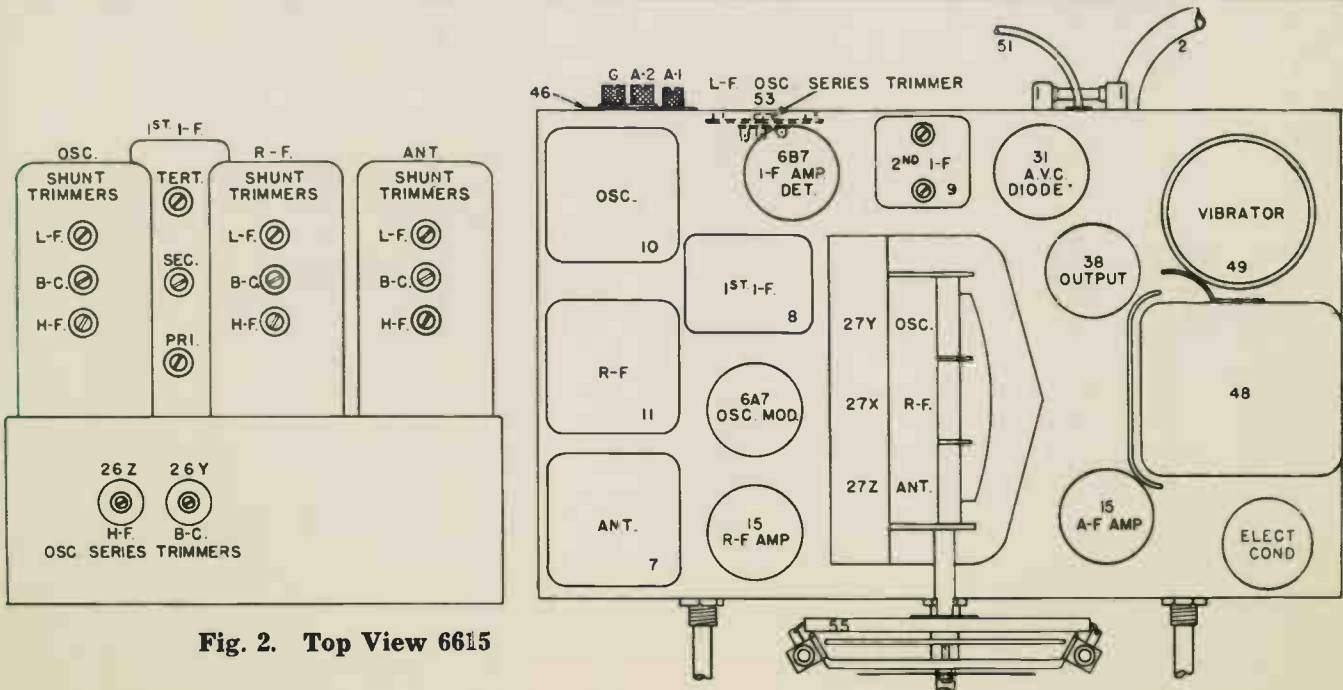 1ST. I-F.
OSC.
R-F.
ANT
SHUNT
TRIMMERS
TERT.
SHUNT
TRIMMERS
SHUNT
TRIMMERS
L-F.
L-F.
L-F.
B-C.
SEC.
B-C.
B-C.
H-F.
H-F.
H-F.
PRI.
26Z
26Y
H-F.
B-C.
OSC SERIES TRIMMERS
Fig. 2. Top View 6615
51
2
G A-2 A-1
L-F. OSC SERIES TRIMMER
46
53
OSC.
10
6B7
I-F AMP
DET.
2ND I-F
9
31
A.V.C.
DIODE
VIBRATOR
49
38
OUTPUT
1ST. I-F.
8
27Y
OSC.
R-F
11
6A7
OSC. MOD.
27X
R-F.
48
27Z
ANT.
ANT.
7
15
R-F AMP
15
A-F AMP
ELECT
COND
55